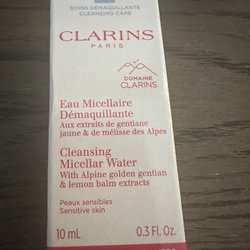 SOINS DÉMAQUILLANTS
CLEANSING CARE
CLARINS
PARIS
DOMAINE
CLARINS
Eau Micellaire
Démaquillante
Aux extraits de gentiane
jaune & de mélisse des Alpes
Cleansing
Micellar Water
With Alpine golden gentian
& lemon balm extracts
Peaux sensibles
Sensitive skin
10 mL 0.3 Fl. Oz.